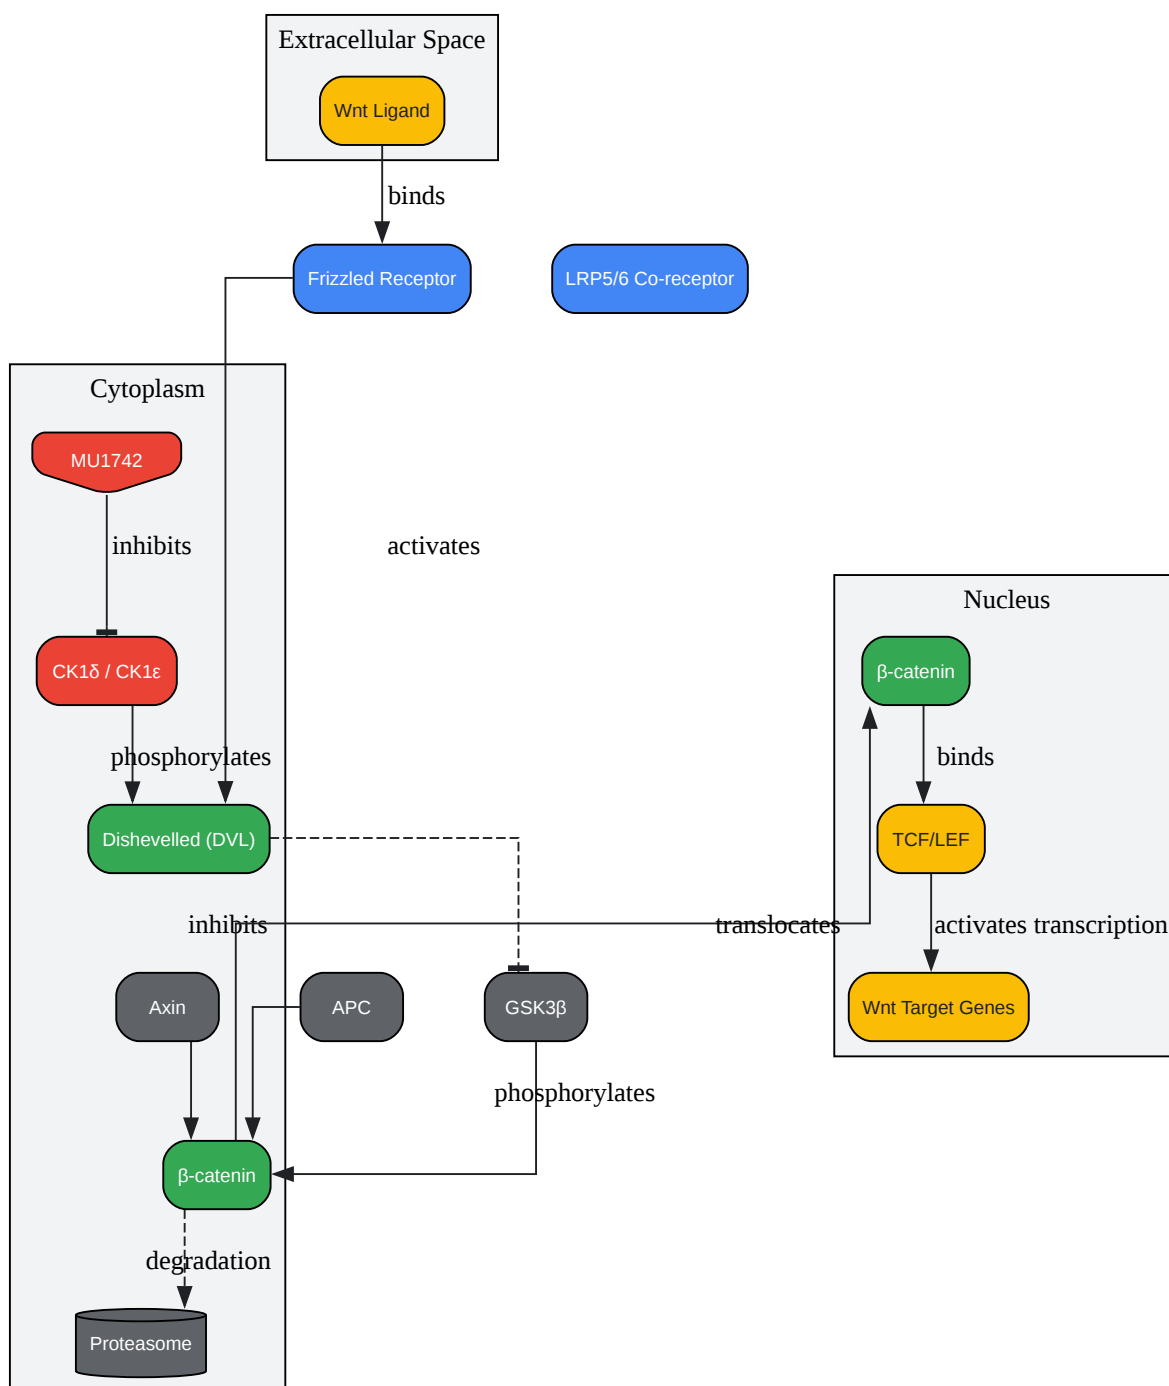 Extracellular Space
Wnt Ligand
binds
Frizzled Receptor
LRP5/6 Co-receptor
Cytoplasm
MU1742
inhibits
activates
Nucleus
CK1δ / CK1ε
β-catenin
phosphorylates
binds
Dishevelled (DVL)
TCF/LEF
inhibits
translocates
activates transcription
Axin
APC
GSK3β
Wnt Target Genes
phosphorylates
β-catenin
degradation
Proteasome